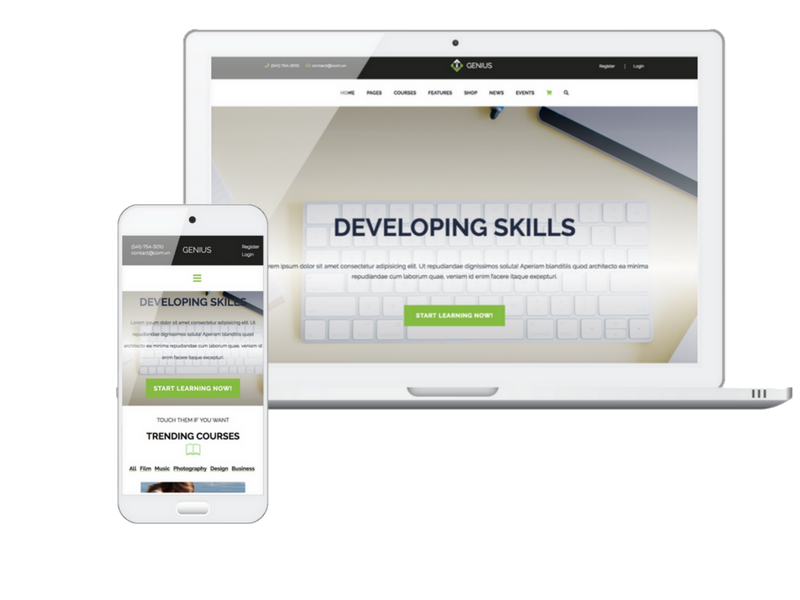 (541)-754-3010 contact@com.vn GENIUS Register | Login
HOME PAGES COURSES FEATURES SHOP NEWS EVENTS
DEVELOPING SKILLS
rem ipsum dolor sit amet consectetur adipisicing elit. Ut repudiandae dignissimos soluta! Aperiam blanditiis quod architecto ea minima
repudiandae cum laborum quae, veniam id enim facere itaque excepturi.
START LEARNING NOW!
(541)-754-3010 GENIUS Register
contact@com.vn Login
DEVELOPING SKILLS
Lorem ipsum dolor sit amet consectetur adipisicing elit. Ut
repudiandae dignissimos soluta! Aperiam blanditiis quod
architecto ea minima repudiandae cum laborum quae, veniam id
enim facere itaque excepturi.
START LEARNING NOW!
TOUCH THEM IF YOU WANT
TRENDING COURSES
All Film Music Photography Design Business